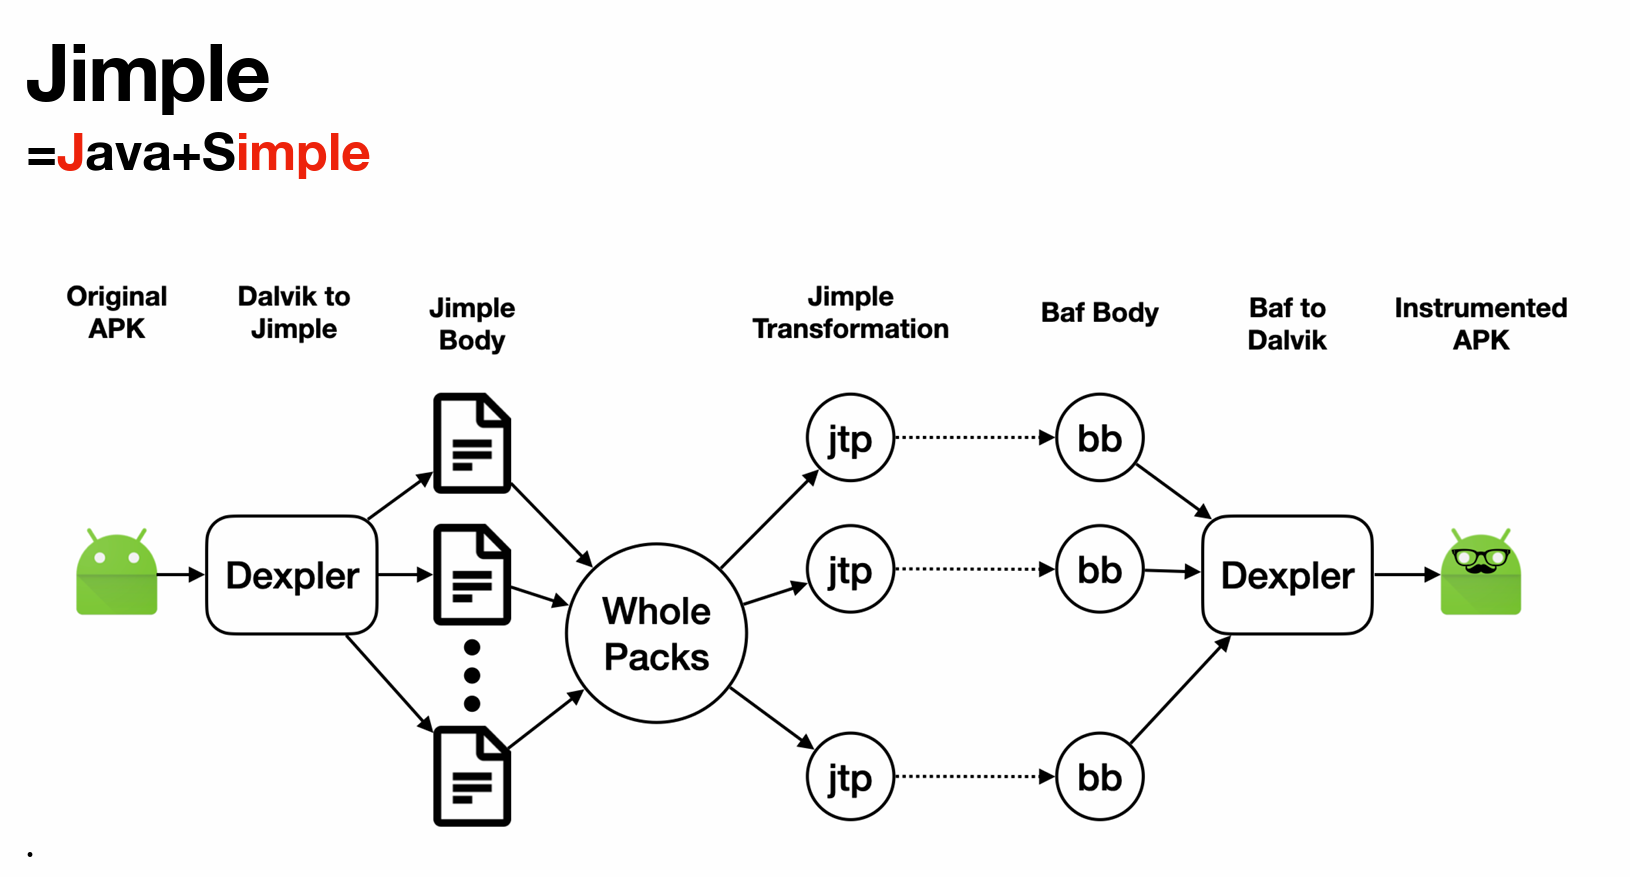 Jimple
=Java+Simple
Original
APK
Dalvik to
Jimple
Jimple
Body
Jimple
Transformation
Baf Body
Baf to
Dalvik
Instrumented
APK
Dexpler
Whole
Packs
jtp
bb
jtp
bb
jtp
bb
Dexpler
.